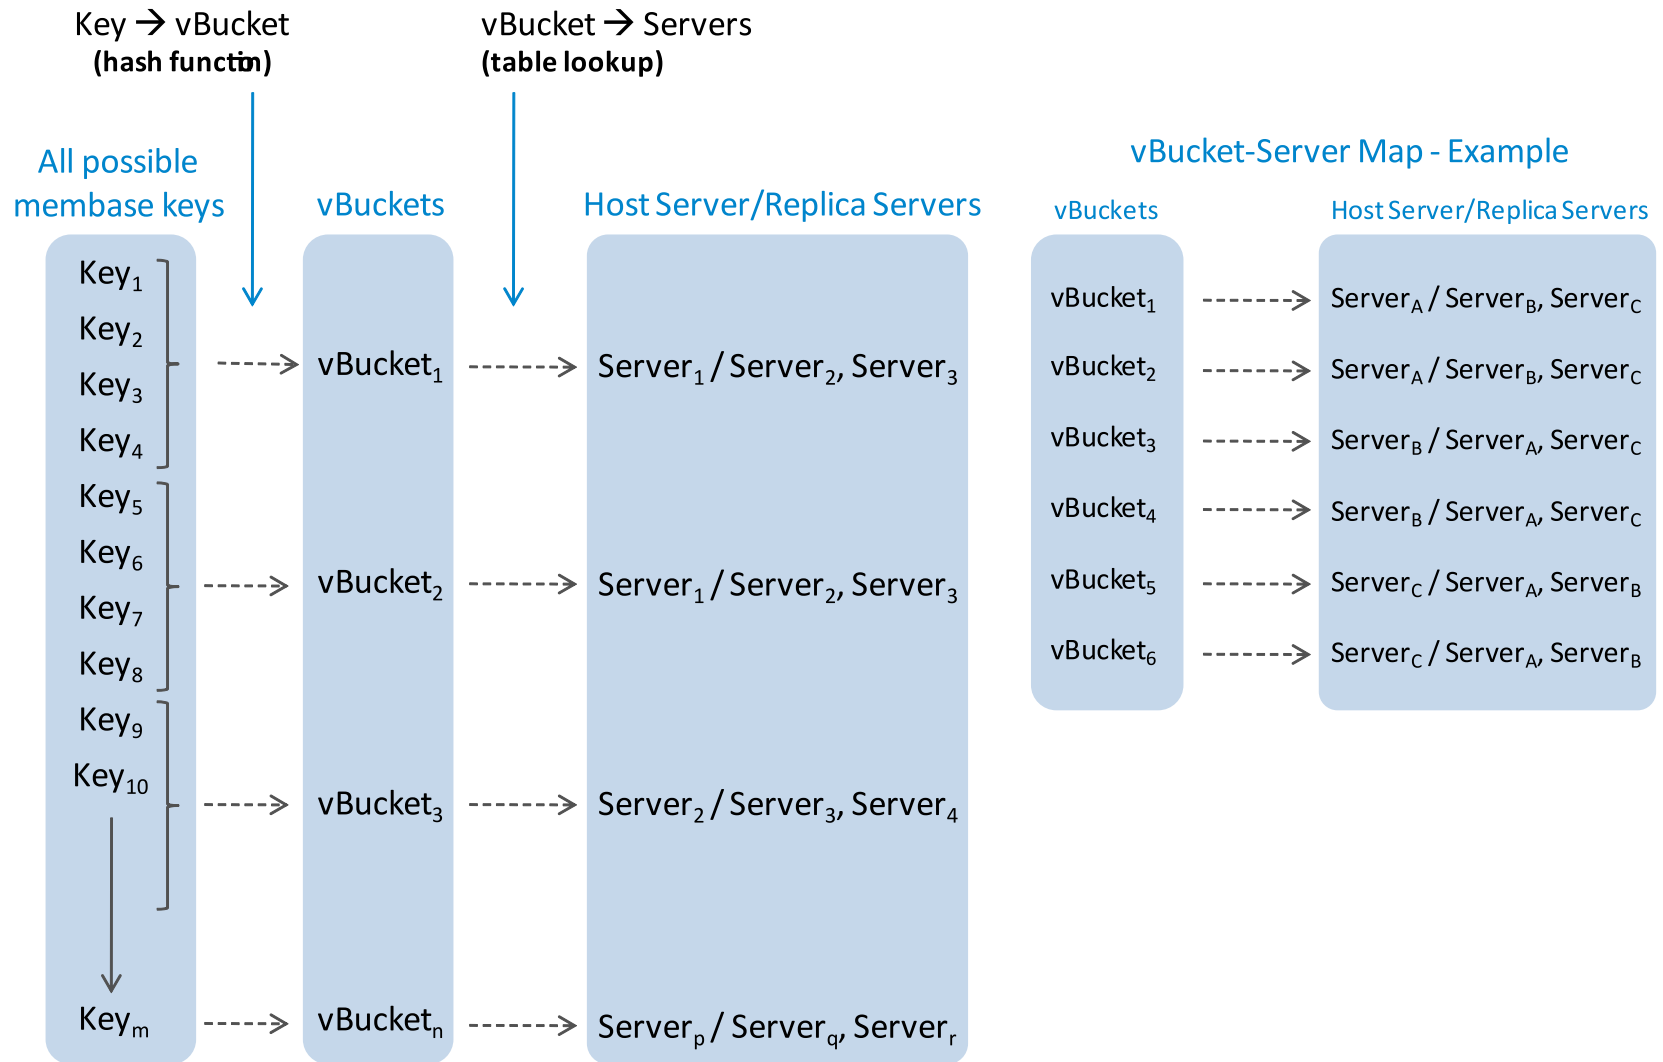 Key → vBucket
(hash function)
vBucket → Servers
(table lookup)
All possible
membase keys
vBuckets
Host Server/Replica Servers
Key1
Key2
Key3
Key4
Key5
Key6
Key7
Key8
Key9
Key10
Keym
vBucket1
vBucket2
vBucket3
vBucketn
Server1 / Server2, Server3
Server1 / Server2, Server3
Server2 / Server3, Server4
Serverp / Serverq, Serverr
vBucket-Server Map - Example
vBuckets
Host Server/Replica Servers
vBucket1
ServerA / ServerB, ServerC
vBucket2
ServerA / ServerB, ServerC
vBucket3
ServerB / ServerA, ServerC
vBucket4
ServerB / ServerA, ServerC
vBucket5
ServerC / ServerA, ServerB
vBucket6
ServerC / ServerA, ServerB